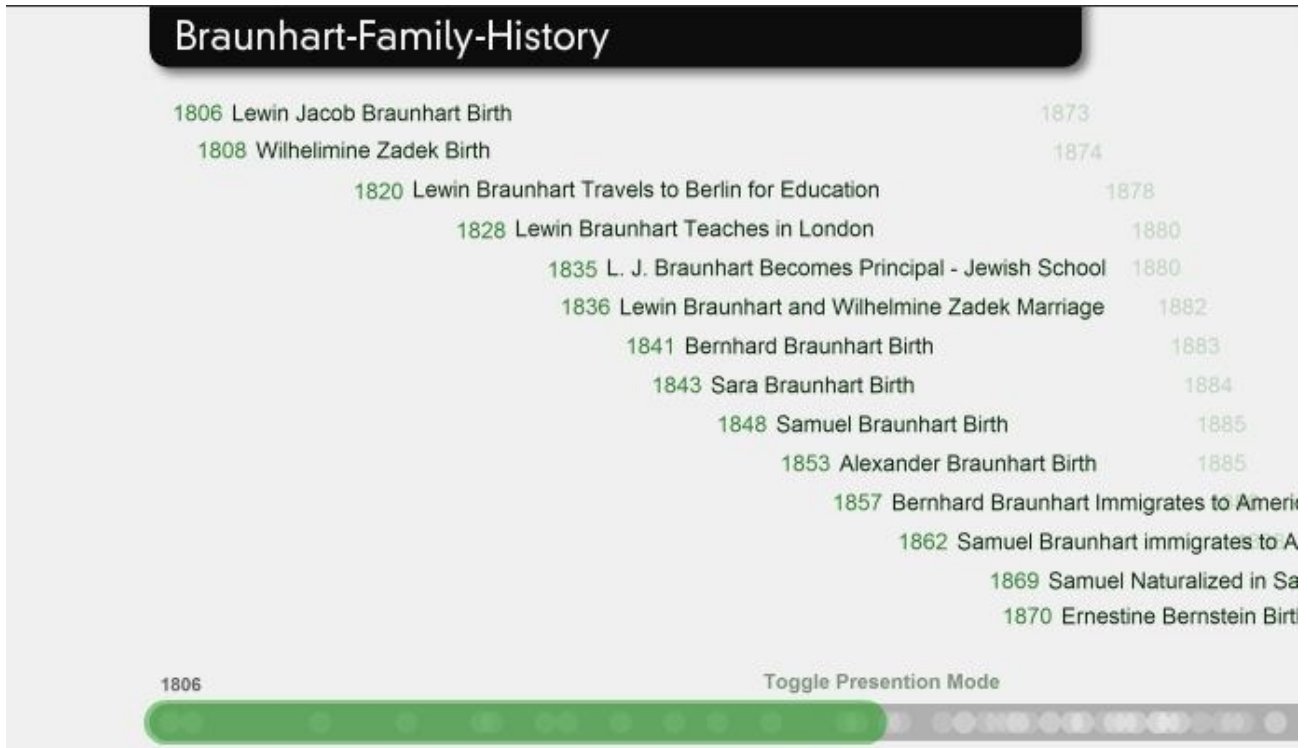 Braunhart-Family-History
1806 Lewin Jacob Braunhart Birth 1873
1808 Wilhelimine Zadek Birth 1874
1820 Lewin Braunhart Travels to Berlin for Education 1878
1828 Lewin Braunhart Teaches in London 1880
1835 L. J. Braunhart Becomes Principal - Jewish School 1880
1836 Lewin Braunhart and Wilhelmine Zadek Marriage 1882
1841 Bernhard Braunhart Birth 1883
1843 Sara Braunhart Birth 1884
1848 Samuel Braunhart Birth 1885
1853 Alexander Braunhart Birth 1885
1857 Bernhard Braunhart Immigrates to Americ
1862 Samuel Braunhart immigrates to A
1869 Samuel Naturalized in Sa
1870 Ernestine Bernstein Birt
1806 Toggle Presention Mode